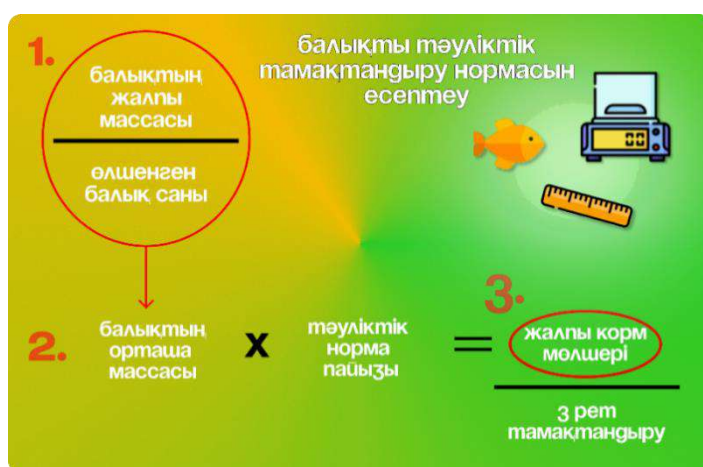 балықты тәуліктік
тамақтандыру нормасын
есептеу
1.
балықтың
жалпы
массасы
өлшенген
балық саны
2.
балықтың
орташа
массасы
x
тәуліктік
норма
пайызы
=
3.
жалпы корм
мөлшері
3 рет
тамақтандыру